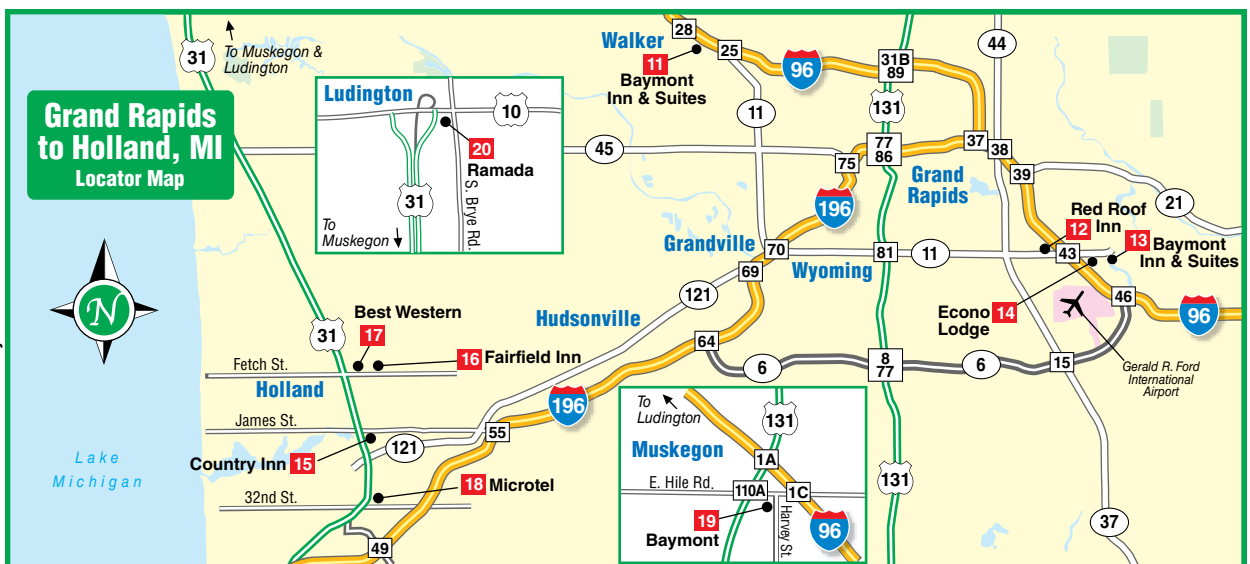 Grand Rapids
to Holland, MI
Locator Map
31
To Muskegon &
Ludington
Ludington
10
20
Ramada
31
S. Brye Rd.
To
Muskegon
Walker
11
Baymont
Inn & Suites
28
25
96
31B
89
44
131
11
45
77
86
75
37
38
39
Grand
Rapids
196
21
Red Roof
Inn
12
13
Baymont
Inn & Suites
Grandville
70
Wyoming
81
11
43
69
121
Econo
Lodge
14
46
96
N
Hudsonville
31
Best Western
17
16
Fairfield Inn
Fetch St.
Holland
64
6
8
77
6
15
Gerald R. Ford
International
Airport
196
James St.
55
121
Country Inn
15
Lake
Michigan
18
Microtel
32nd St.
49
To
Ludington
131
Muskegon
1A
E. Hile Rd.
110A
1C
19
Baymont
Harvey St.
96
131
37